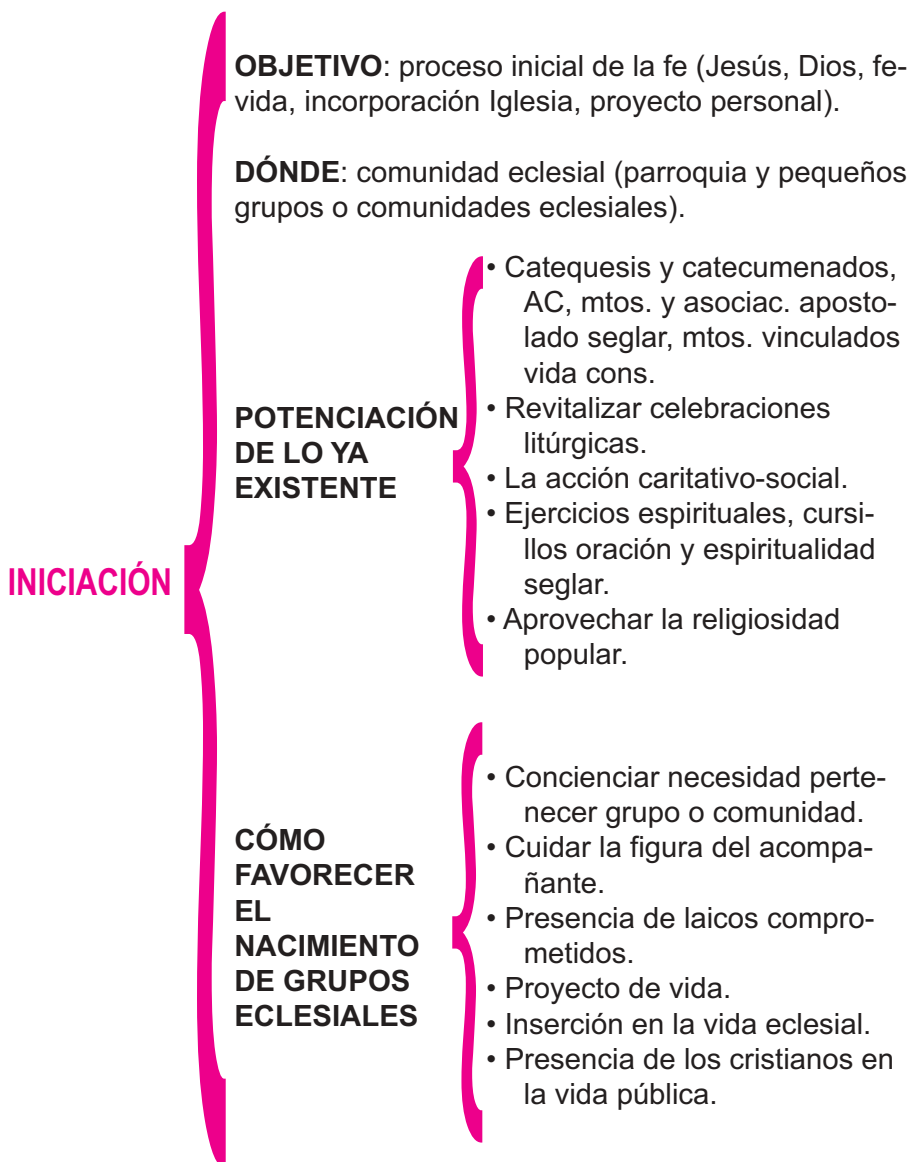 OBJETIVO: proceso inicial de la fe (Jesús, Dios, fe-
vida, incorporación Iglesia, proyecto personal).
DÓNDE: comunidad eclesial (parroquia y pequeños
grupos o comunidades eclesiales).
INICIACIÓN
POTENCIACIÓN
DE LO YA
EXISTENTE
• Catequesis y catecumenados,
AC, mtos. y asociac. aposto-
lado seglar, mtos. vinculados
vida cons.
• Revitalizar celebraciones
litúrgicas.
• La acción caritativo-social.
• Ejercicios espirituales, cursi-
llos oración y espiritualidad
seglar.
• Aprovechar la religiosidad
popular.
CÓMO
FAVORECER
EL
NACIMIENTO
DE GRUPOS
ECLESIALES
• Concienciar necesidad perte-
necer grupo o comunidad.
• Cuidar la figura del acompa-
ñante.
• Presencia de laicos compro-
metidos.
• Proyecto de vida.
• Inserción en la vida eclesial.
• Presencia de los cristianos en
la vida pública.